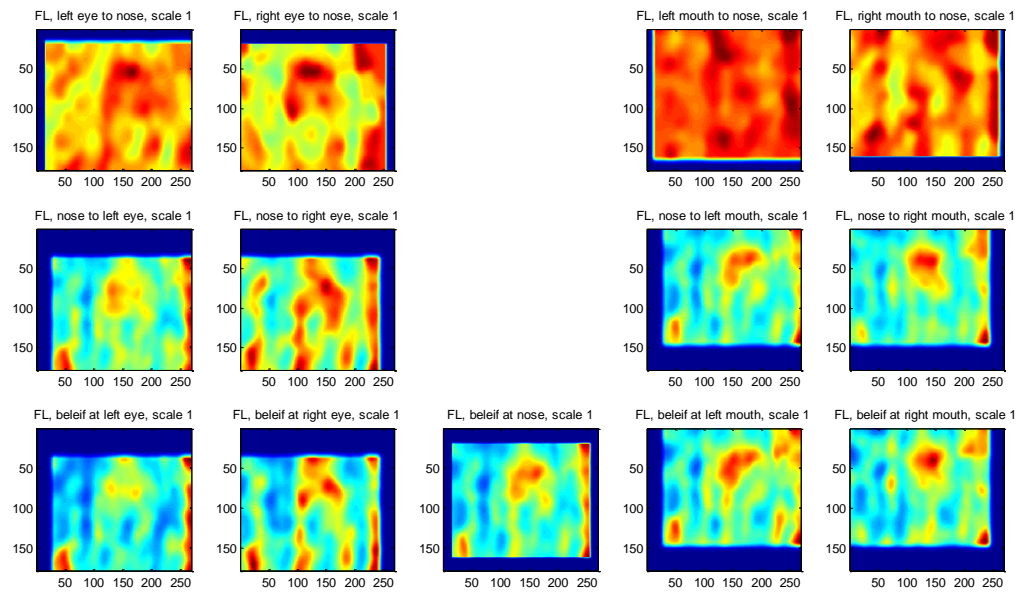 FL, left eye to nose, scale 1
FL, right eye to nose, scale 1
FL, left mouth to nose, scale 1
FL, right mouth to nose, scale 1
50
100
150
50 100 150 200 250
50
100
150
50 100 150 200 250
50
100
150
50 100 150 200 250
50
100
150
50 100 150 200 250
FL, nose to left eye, scale 1
FL, nose to right eye, scale 1
FL, nose to left mouth, scale 1
FL, nose to right mouth, scale 1
50
100
150
50 100 150 200 250
50
100
150
50 100 150 200 250
50
100
150
50 100 150 200 250
50
100
150
50 100 150 200 250
FL, beleif at left eye, scale 1
FL, beleif at right eye, scale 1
FL, beleif at nose, scale 1
FL, beleif at left mouth, scale 1
FL, beleif at right mouth, scale 1
50
100
150
50 100 150 200 250
50
100
150
50 100 150 200 250
50
100
150
50 100 150 200 250
50
100
150
50 100 150 200 250
50
100
150
50 100 150 200 250